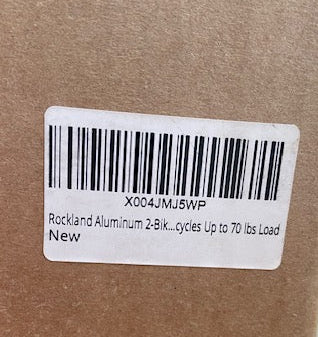 X004JMJ5WP
Rockland Aluminum 2-Bik...cycles Up to 70 lbs Load
New